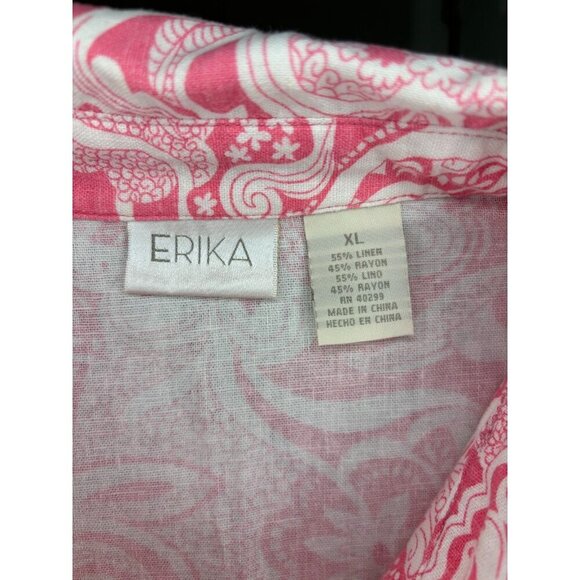 ERIKA
XL
55% LINEN
45% RAYON
55% LINO
45% RAYON
RN 40299
MADE IN CHINA
HECHO EN CHINA